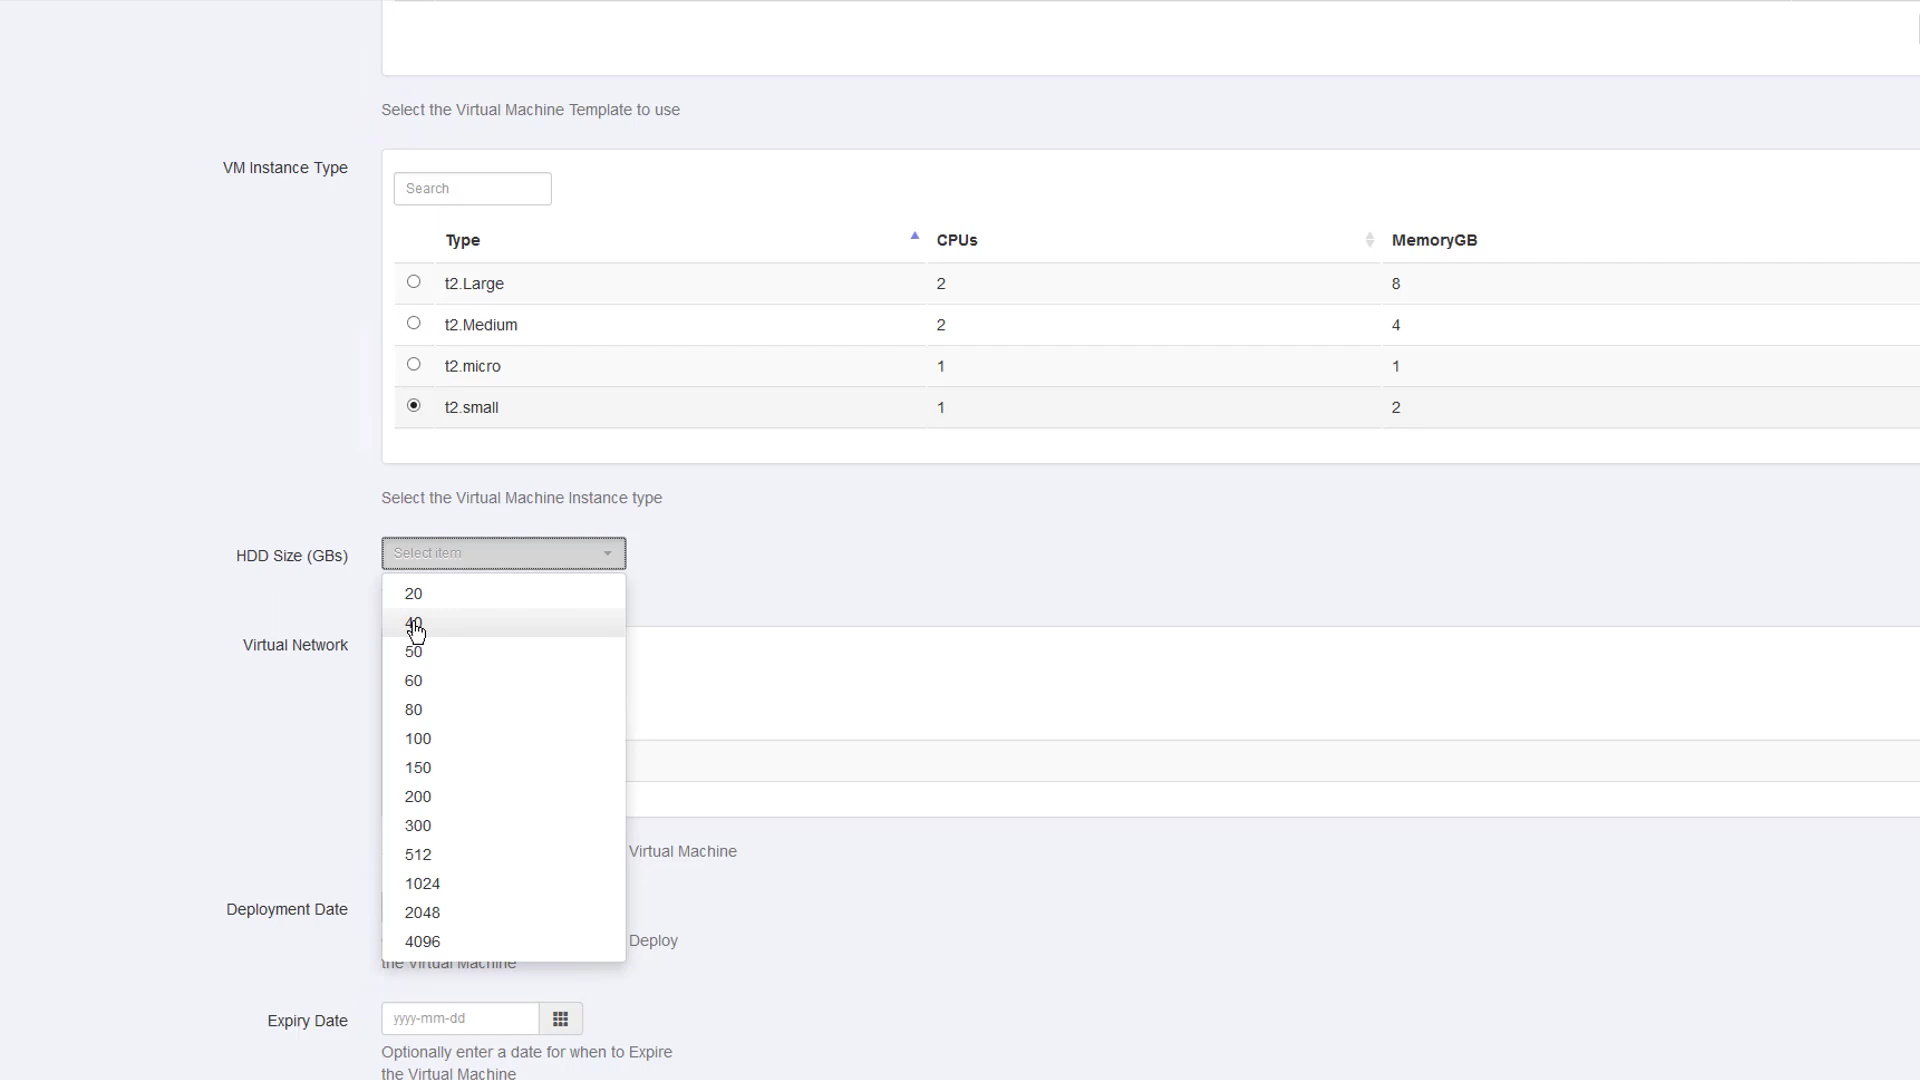 Select the Virtual Machine Template to use
VM Instance Type
Search
Type CPUs MemoryGB
t2.Large 2 8
t2.Medium 2 4
t2.micro 1 1
t2.small 1 2
Select the Virtual Machine Instance type
HDD Size (GBs)
Select item
20
40
50
Virtual Network
60
80
100
150
200
300
512
Virtual Machine
1024
Deployment Date
2048
4096
Deploy
the Virtual Machine
Expiry Date
yyyy-mm-dd
Optionally enter a date for when to Expire
the Virtual Machine